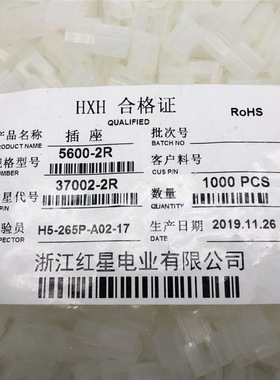 HXH 合格证
QUALIFIED
RoHS
产品名称
PRODUCT NAME
插座
批次号
BATCH NO
规格型号
NUMBER
5600-2R
客户料号
CUS P/N
星代号
P/N
37002-2R
数量
QUANTITY
1000 PCS
验员
SPECTOR
H5-265P-A02-17
生产日期
2019.11.26
浙江红星电业有限公司